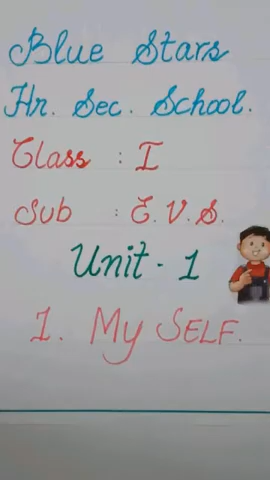 Blue Stars
Hr. Sec. School.
Class : I
Sub : E.V.S.
Unit - 1
1. My SELF.